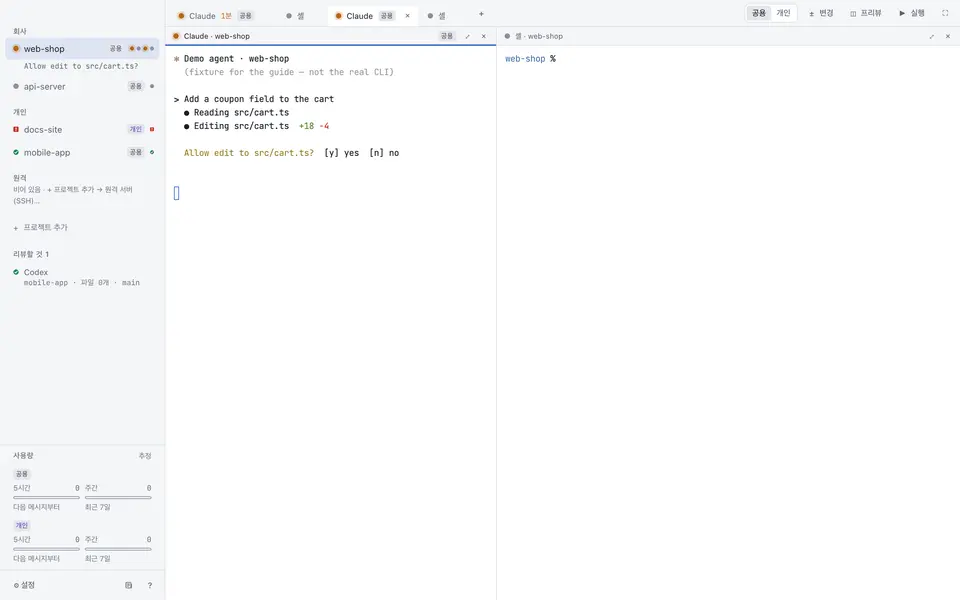 Claude 1분 공용
셸
Claude 공용 ×
셸
+
공용 개인
± 변경
프리뷰
실행
회사
web-shop 공용
Allow edit to src/cart.ts?
api-server 공용
개인
docs-site 개인
mobile-app 공용
원격
비어 있음 · + 프로젝트 추가 → 원격 서버
(SSH)…
+ 프로젝트 추가
리뷰할 것 1
Codex
mobile-app · 파일 0개 · main
사용량 추정
공용
5시간 0 주간 0
다음 메시지부터 최근 7일
개인
5시간 0 주간 0
다음 메시지부터 최근 7일
설정 ?
Claude · web-shop 공용 ×
✻ Demo agent · web-shop
(fixture for the guide — not the real CLI)
> Add a coupon field to the cart
● Reading src/cart.ts
● Editing src/cart.ts +18 -4
Allow edit to src/cart.ts? [y] yes [n] no
셸 · web-shop ×
web-shop %